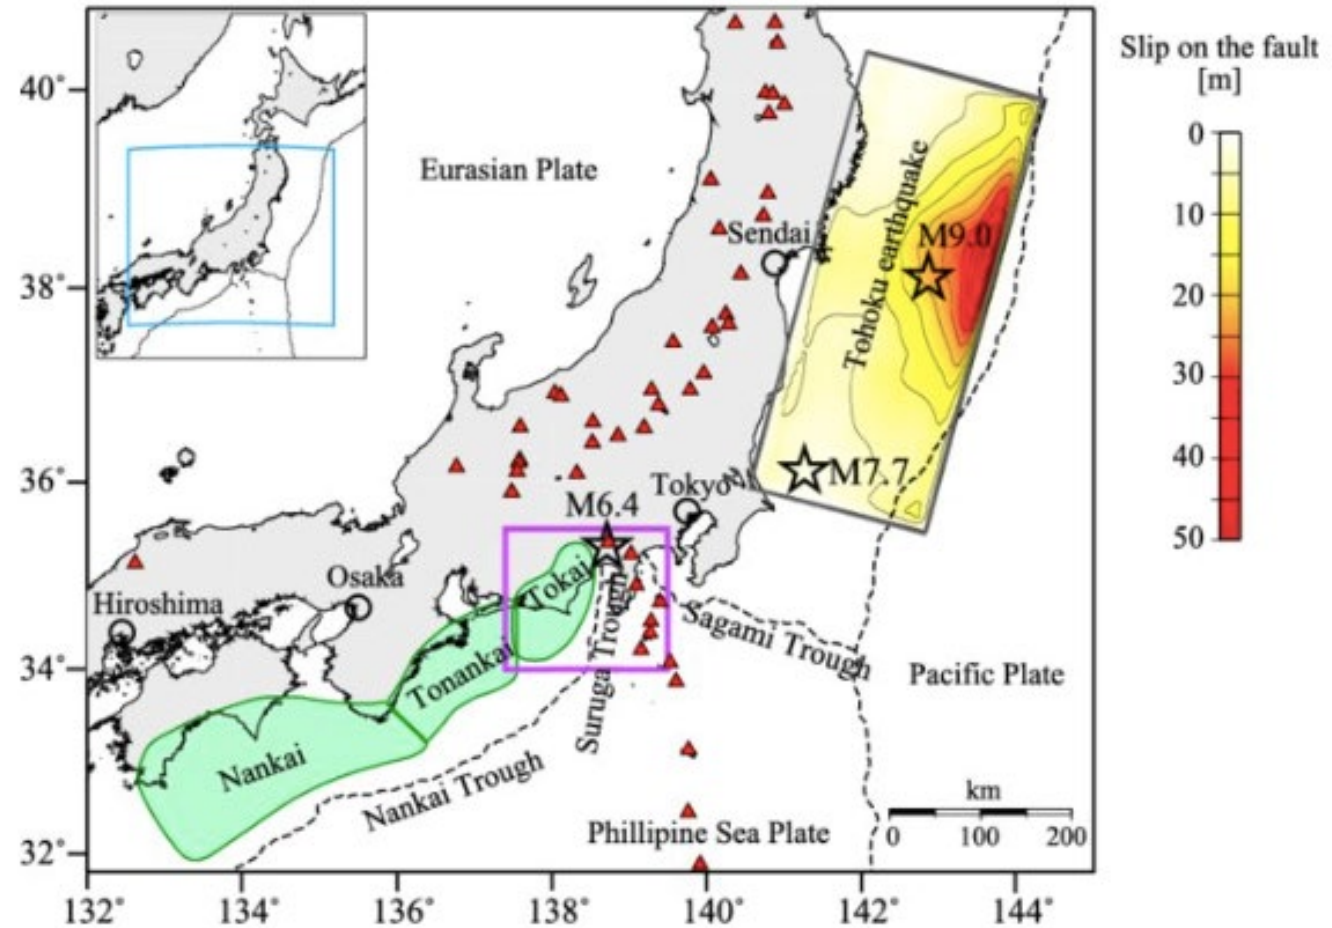 Slip on the fault
[m]
0
10
20
30
40
50
40°
38°
36°
34°
32°
132°
134°
136°
138°
140°
142°
144°
Eurasian Plate
Sendai
Tohoku earthquake
M9.0
M7.7
Tokyo
M6.4
Osaka
Hiroshima
Tokai
Tonankai
Nankai
Suruga Trough
Sagami Trough
Nankai Trough
Pacific Plate
Phillipine Sea Plate
km
0 100 200